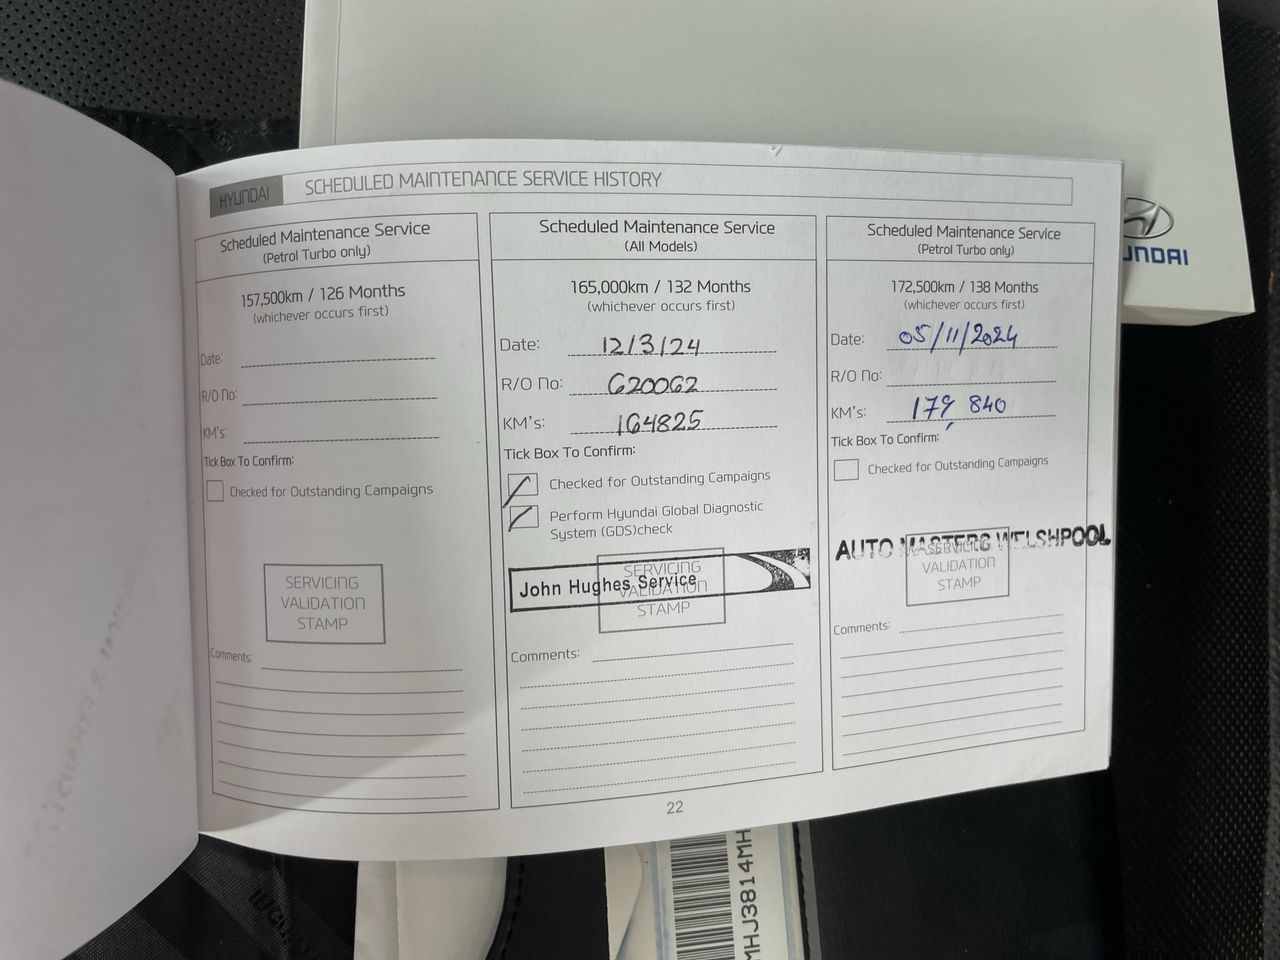 HYUNDAI
SCHEDULED MAINTENANCE SERVICE HISTORY
Scheduled Maintenance Service
(Petrol Turbo only)
157,500km / 126 Months
(whichever occurs first)
Date:
R/O No:
KM's:
Tick Box To Confirm:
Checked for Outstanding Campaigns
SERVICING
VALIDATION
STAMP
Comments:
Scheduled Maintenance Service
(All Models)
165,000km / 132 Months
(whichever occurs first)
Date: 12/3/24
R/O No: 620062
KM's: 164825
Tick Box To Confirm:
Checked for Outstanding Campaigns
Perform Hyundai Global Diagnostic
System (GDS)check
SERVICING
VALIDATION
STAMP
John Hughes Service
Comments:
Scheduled Maintenance Service
(Petrol Turbo only)
172,500km / 138 Months
(whichever occurs first)
Date: 05/11/2024
R/O No:
KM's: 179 840
Tick Box To Confirm:
Checked for Outstanding Campaigns
AUTO MASTERS WELSHPOOL
SERVICING
VALIDATION
STAMP
Comments:
22
HYUNDAI
MHJ3814MH